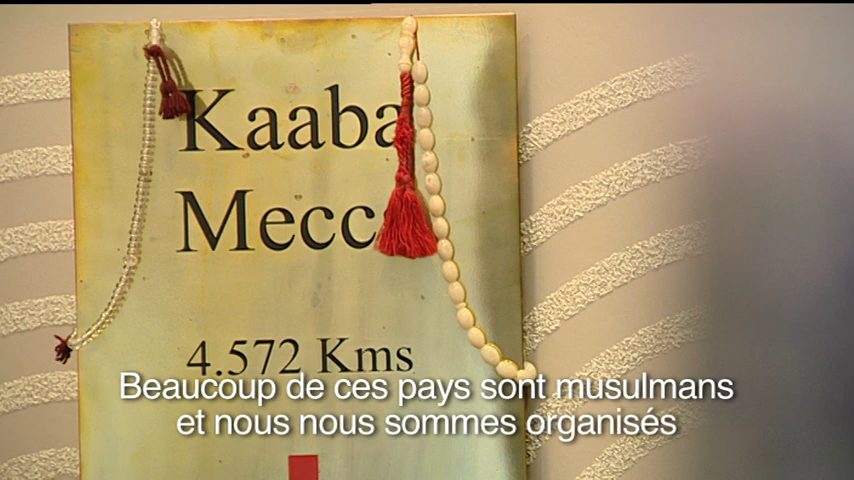 Kaaba
Mecc
4.572 Kms
Beaucoup de ces pays sont musulmans
et nous nous sommes organisés